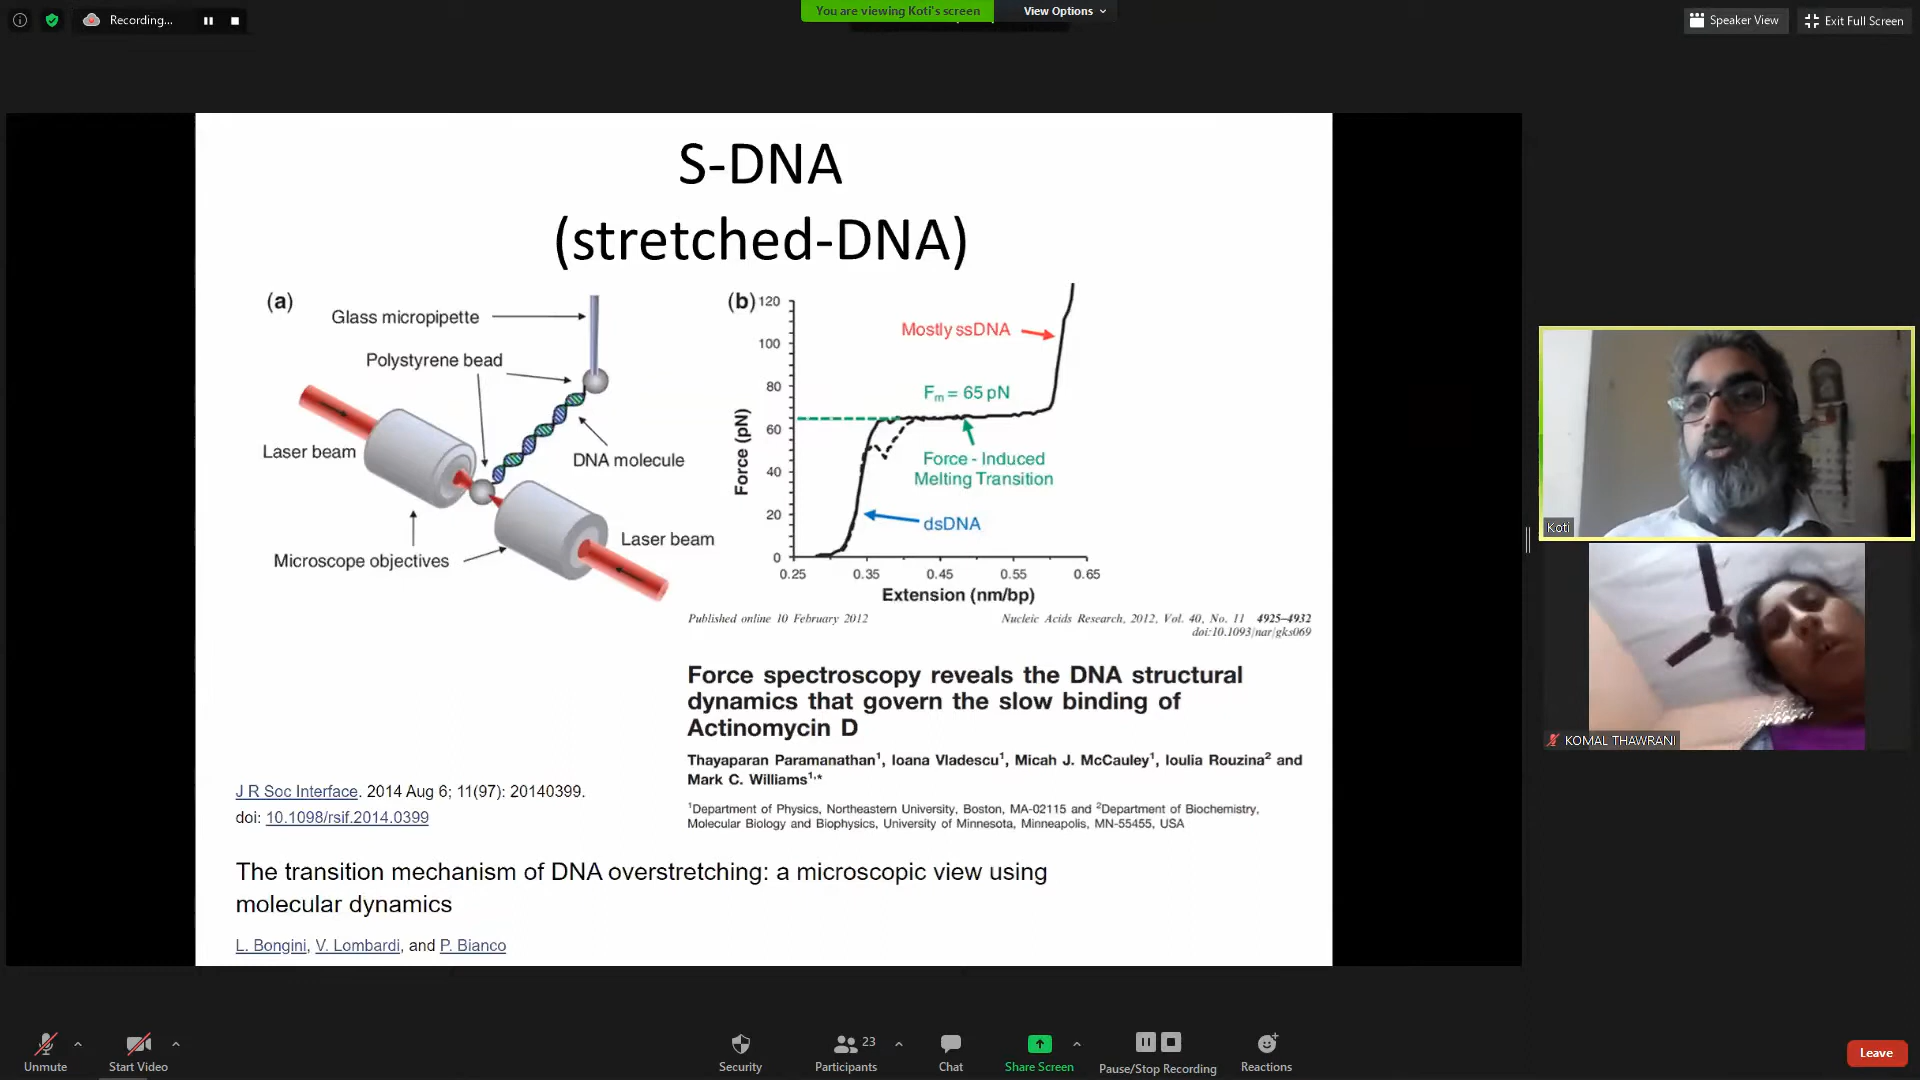 Recording...
You are viewing Koti's screen
View Options
Speaker View
Exit Full Screen
S-DNA
(stretched-DNA)
(a)
Glass micropipette
Polystyrene bead
Laser beam
DNA molecule
Laser beam
Microscope objectives
(b)
120
100
80
60
40
20
0
Force (pN)
Mostly ssDNA
Fm = 65 pN
Force - Induced
Melting Transition
dsDNA
0.25 0.35 0.45 0.55 0.65
Extension (nm/bp)
Published online 10 February 2012
Nucleic Acids Research, 2012, Vol. 40, No. 11 4925–4932
doi:10.1093/nar/gks069
Force spectroscopy reveals the DNA structural
dynamics that govern the slow binding of
Actinomycin D
Thayaparan Paramanathan1, Ioana Vladescu1, Micah J. McCauley1, Ioulia Rouzina2 and
Mark C. Williams1,*
1Department of Physics, Northeastern University, Boston, MA-02115 and 2Department of Biochemistry,
Molecular Biology and Biophysics, University of Minnesota, Minneapolis, MN-55455, USA
J R Soc Interface. 2014 Aug 6; 11(97): 20140399.
doi: 10.1098/rsif.2014.0399
The transition mechanism of DNA overstretching: a microscopic view using
molecular dynamics
L. Bongini, V. Lombardi, and P. Bianco
Koti
KOMAL THAWRANI
Unmute
Start Video
Security
23
Participants
Chat
Share Screen
Pause/Stop Recording
Reactions
Leave